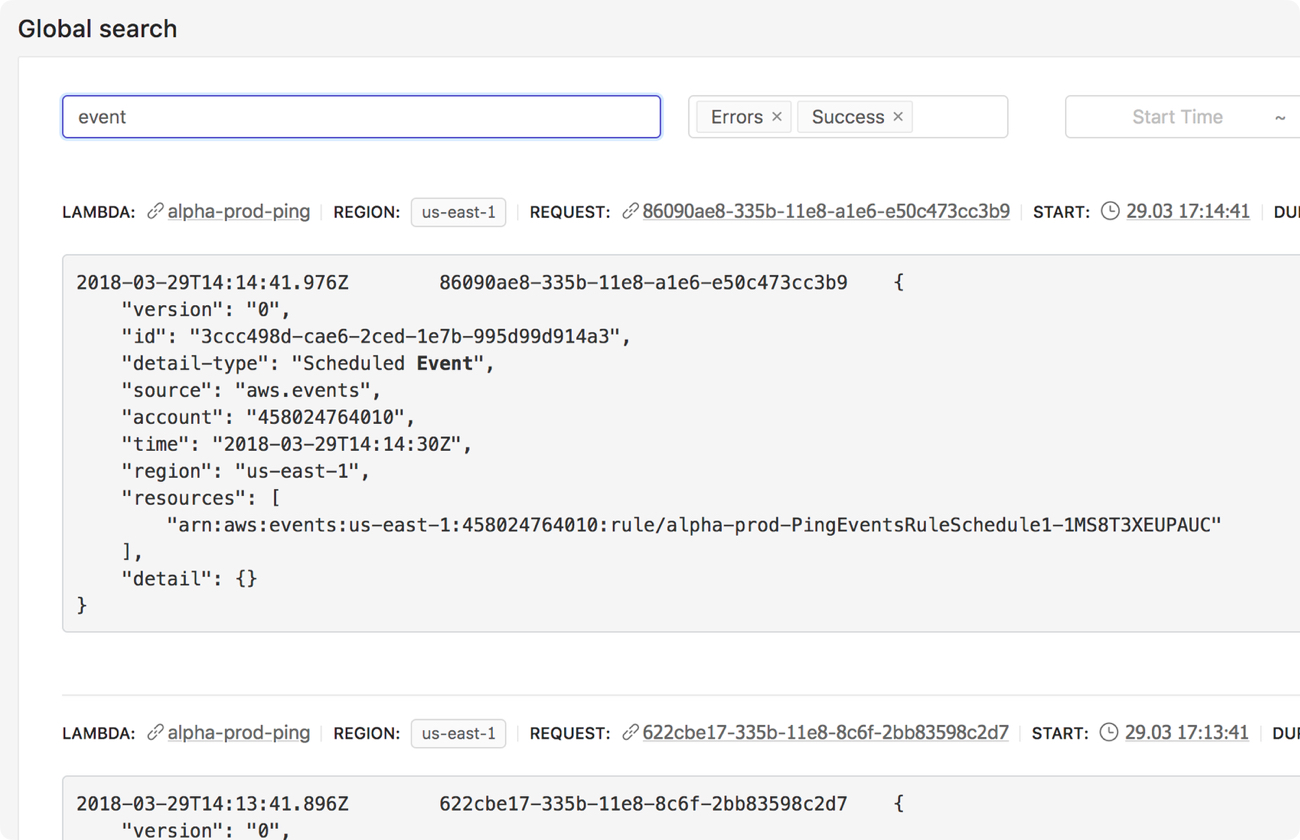 Global search
event Errors × Success × Start Time ~
LAMBDA: alpha-prod-ping REGION: us-east-1 REQUEST: 86090ae8-335b-11e8-a1e6-e50c473cc3b9 START: 29.03 17:14:41
2018-03-29T14:14:41.976Z 86090ae8-335b-11e8-a1e6-e50c473cc3b9 {
"version": "0",
"id": "3ccc498d-cae6-2ced-1e7b-995d99d914a3",
"detail-type": "Scheduled Event",
"source": "aws.events",
"account": "458024764010",
"time": "2018-03-29T14:14:30Z",
"region": "us-east-1",
"resources": [
"arn:aws:events:us-east-1:458024764010:rule/alpha-prod-PingEventsRuleSchedule1-1MS8T3XEUPAUC"
],
"detail": {}
}
LAMBDA: alpha-prod-ping REGION: us-east-1 REQUEST: 622cbe17-335b-11e8-8c6f-2bb83598c2d7 START: 29.03 17:13:41
2018-03-29T14:13:41.896Z 622cbe17-335b-11e8-8c6f-2bb83598c2d7 {
"version": "0",